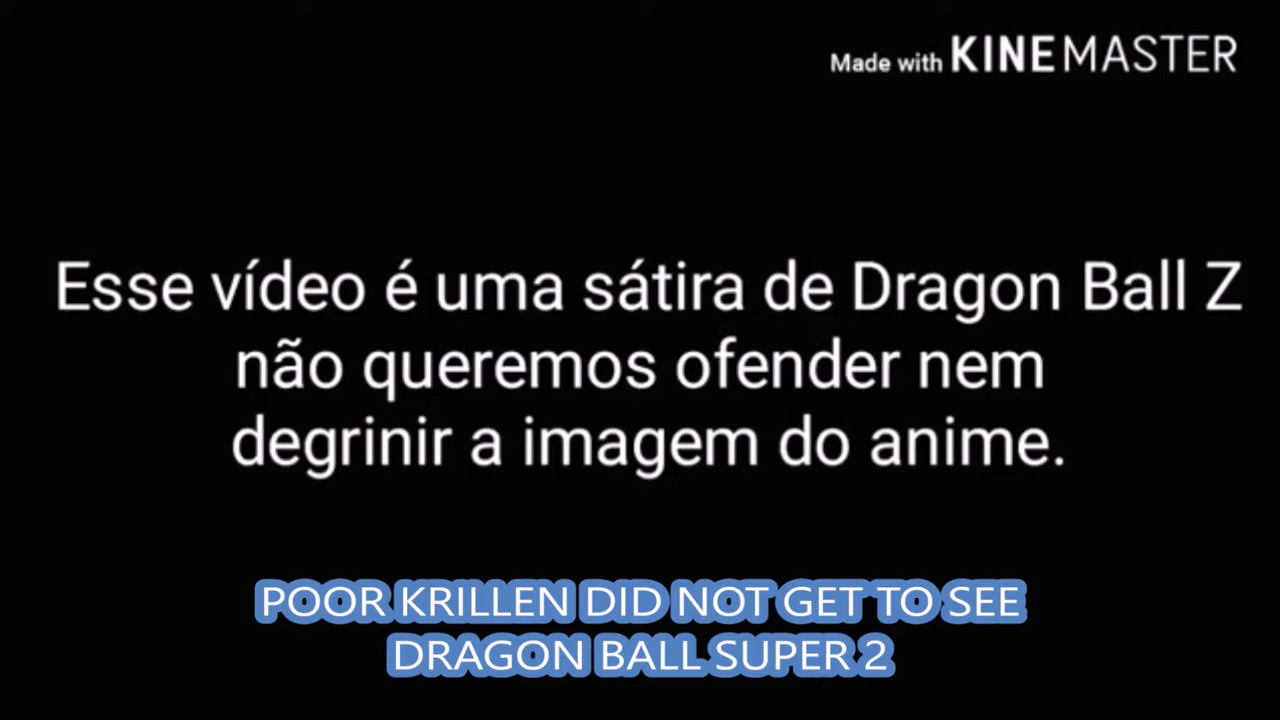 Made with KINEMASTER
Esse vídeo é uma sátira de Dragon Ball Z
não queremos ofender nem
degrinir a imagem do anime.
POOR KRILLEN DID NOT GET TO SEE
DRAGON BALL SUPER 2